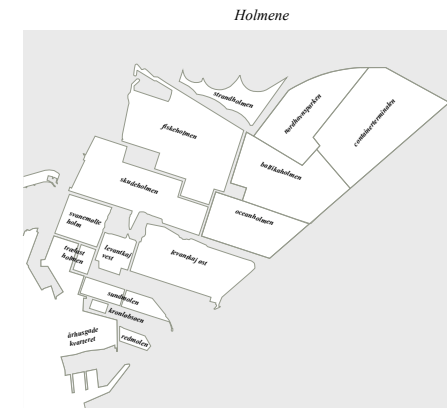 Holmene
strandholmen
nordhavnsparken
containerterminalen
fiskeholmen
baltikaholmen
skudeholmen
oceanholmen
svanemølle
holm
levantkaj
vest
levantkaj øst
trælast
holmen
sundmolen
kronløbsøen
århusgade
kvarteret
redmolen